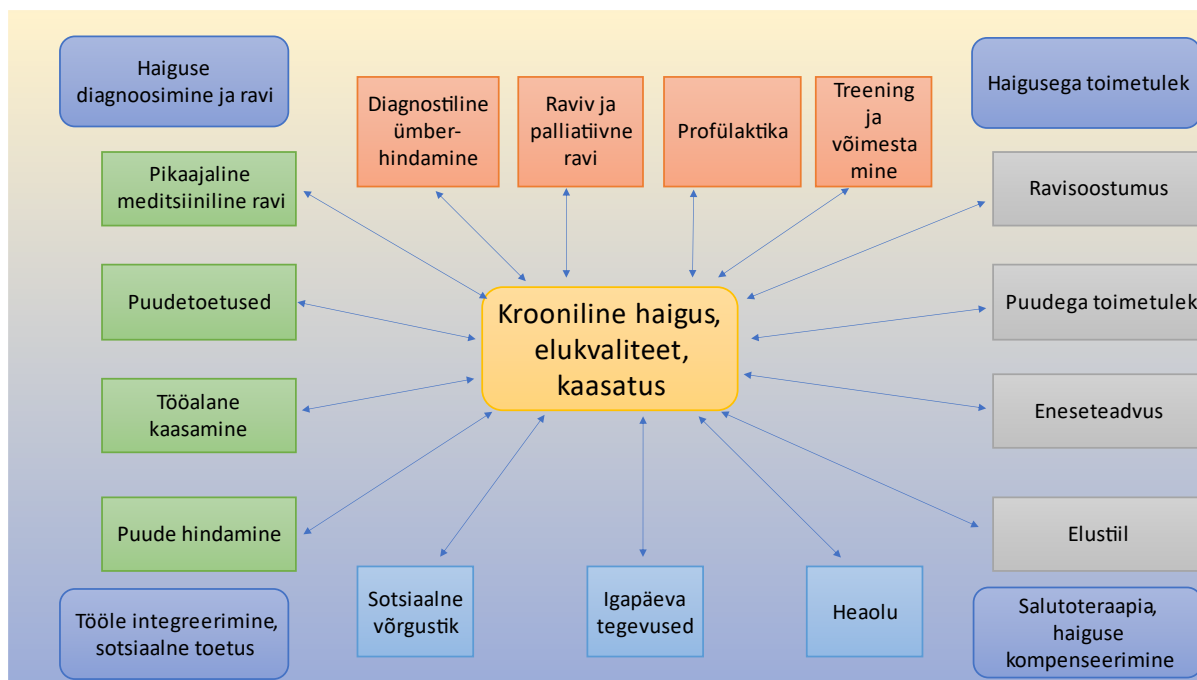 Haiguse
diagnoosimine ja ravi
Diagnostiline
ümber-
hindamine
Raviv ja
palliatiivne
ravi
Profülaktika
Treening
ja
võimesta
mine
Haigusega toimetulek
Pikaajaline
meditsiiniline ravi
Ravisoostumus
Puudetoetused
Krooniline haigus,
elukvaliteet,
kaasatus
Puudega toimetulek
Tööalane
kaasamine
Eneseteadvus
Puude hindamine
Elustiil
Tööle integreerimine,
sotsiaalne toetus
Sotsiaalne
võrgustik
Igapäeva
tegevused
Heaolu
Salutoteraapia,
haiguse
kompenseerimine